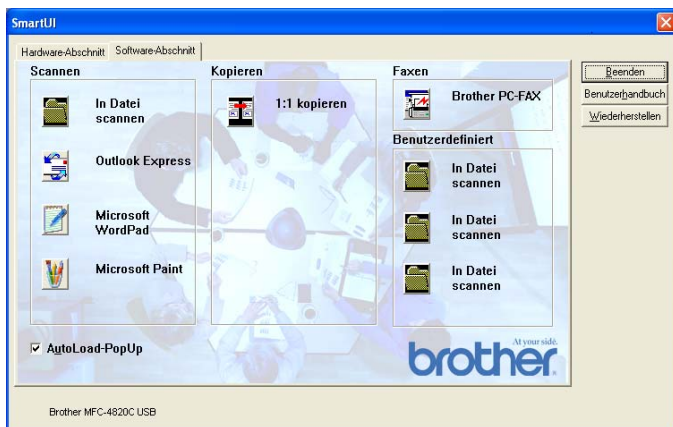 SmartUI
Hardware-Abschnitt
Software-Abschnitt
Scannen
In Datei
scannen
Outlook Express
Microsoft
WordPad
Microsoft Paint
Kopieren
1:1 kopieren
Faxen
Brother PC-FAX
Benutzerdefiniert
In Datei
scannen
In Datei
scannen
In Datei
scannen
Beenden
Benutzerhandbuch
Wiederherstellen
AutoLoad-PopUp
At your side.
brother
Brother MFC-4820C USB